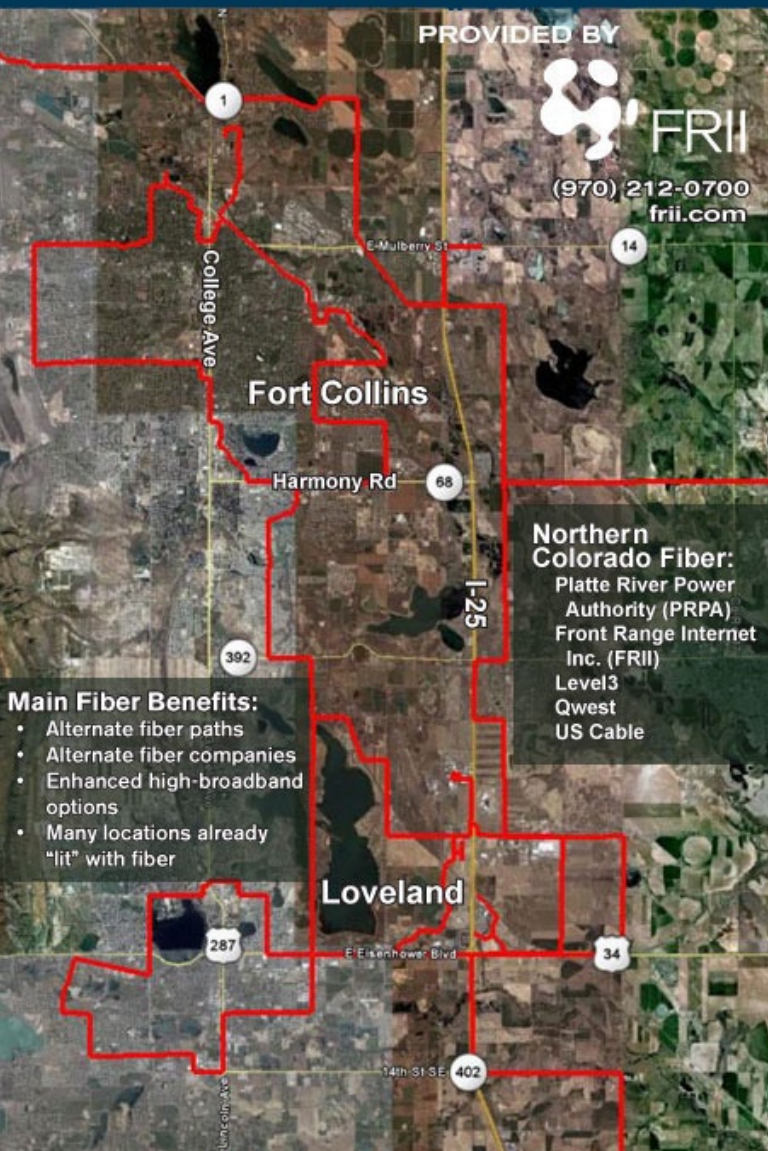 PROVIDED BY
FRII
(970) 212-0700
frii.com
1
E Mulberry St
14
College Ave
Fort Collins
Harmony Rd
68
Northern
Colorado Fiber:
Platte River Power
Authority (PRPA)
Front Range Internet
Inc. (FRII)
Level3
Qwest
US Cable
I-25
392
Main Fiber Benefits:
• Alternate fiber paths
• Alternate fiber companies
• Enhanced high-broadband
options
• Many locations already
"lit" with fiber
Loveland
287
E Eisenhower Blvd
34
14th St SE
402
Lincoln Ave